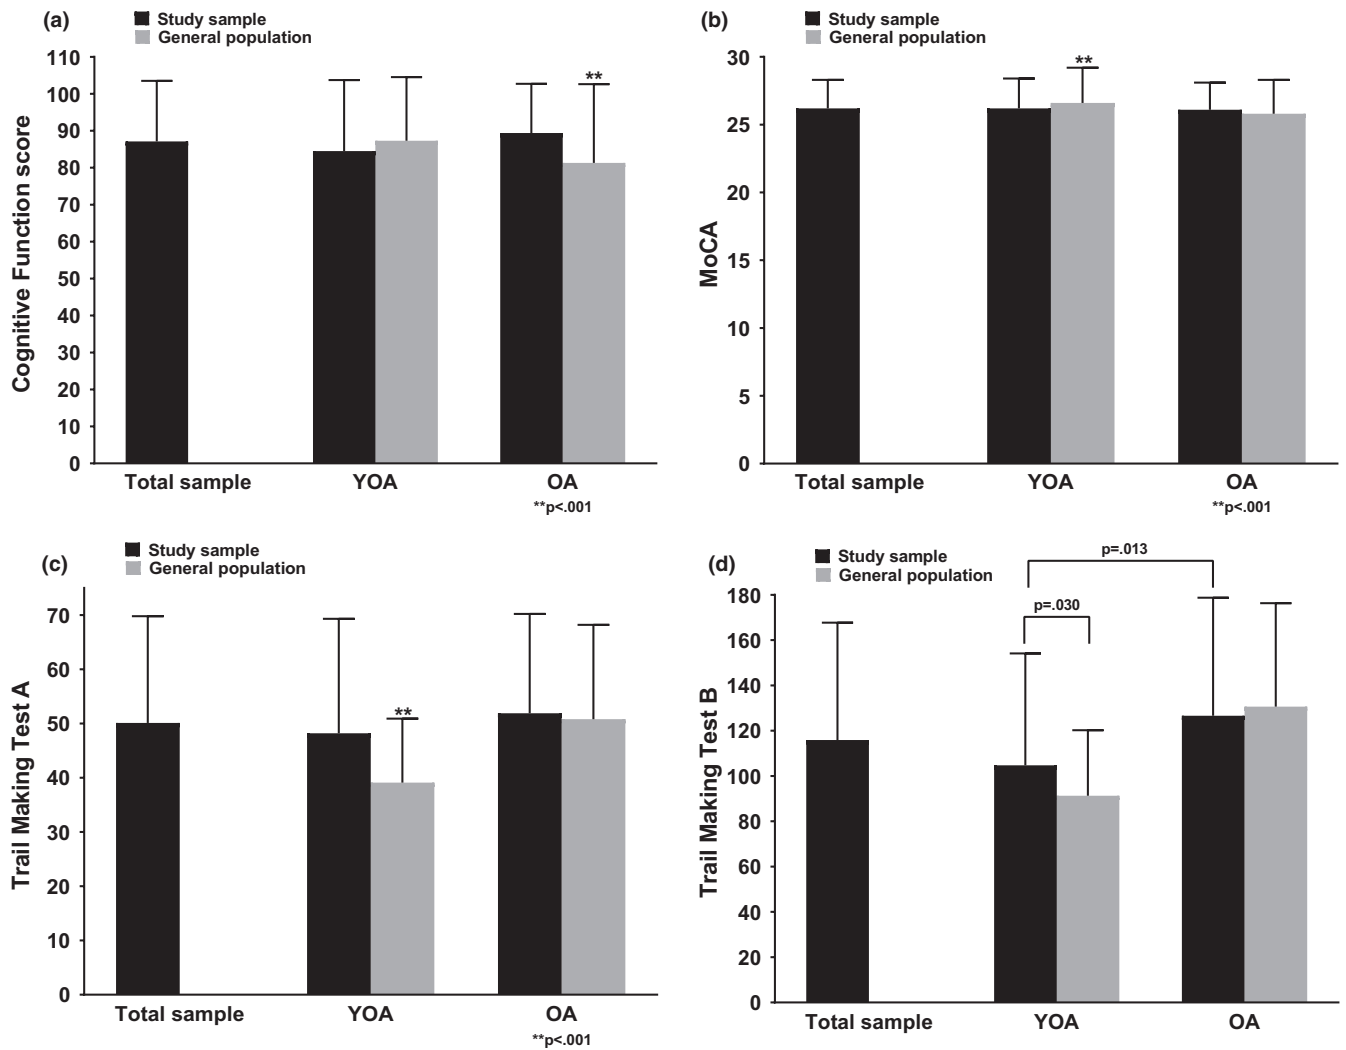 (a)
Study sample
General population
Cognitive Function score
110
100
90
80
70
60
50
40
30
20
10
0
**
Total sample
YOA
OA
**p<.001
(b)
Study sample
General population
MoCA
30
25
20
15
10
5
0
**
Total sample
YOA
OA
**p<.001
(c)
Study sample
General population
Trail Making Test A
70
60
50
40
30
20
10
0
**
Total sample
YOA
OA
**p<.001
(d)
Study sample
General population
p=.013
p=.030
Trail Making Test B
180
160
140
120
100
80
60
40
20
0
Total sample
YOA
OA